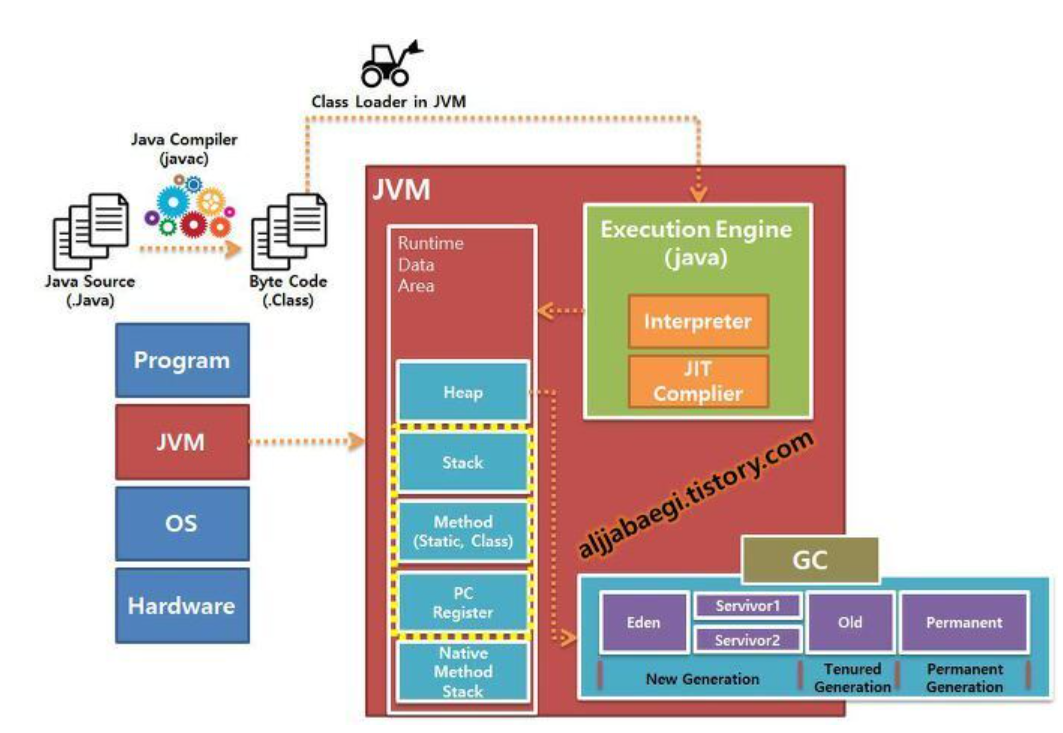 Class Loader in JVM
Java Compiler
(javac)
Java Source
(.Java)
Byte Code
(.Class)
Program
JVM
OS
Hardware
JVM
Runtime
Data
Area
Heap
Stack
Method
(Static, Class)
PC
Register
Native
Method
Stack
Execution Engine
(java)
Interpreter
JIT
Complier
aljjabaegi.tistory.com
GC
Eden
Servivor1
Servivor2
Old
Permanent
New Generation
Tenured
Generation
Permanent
Generation